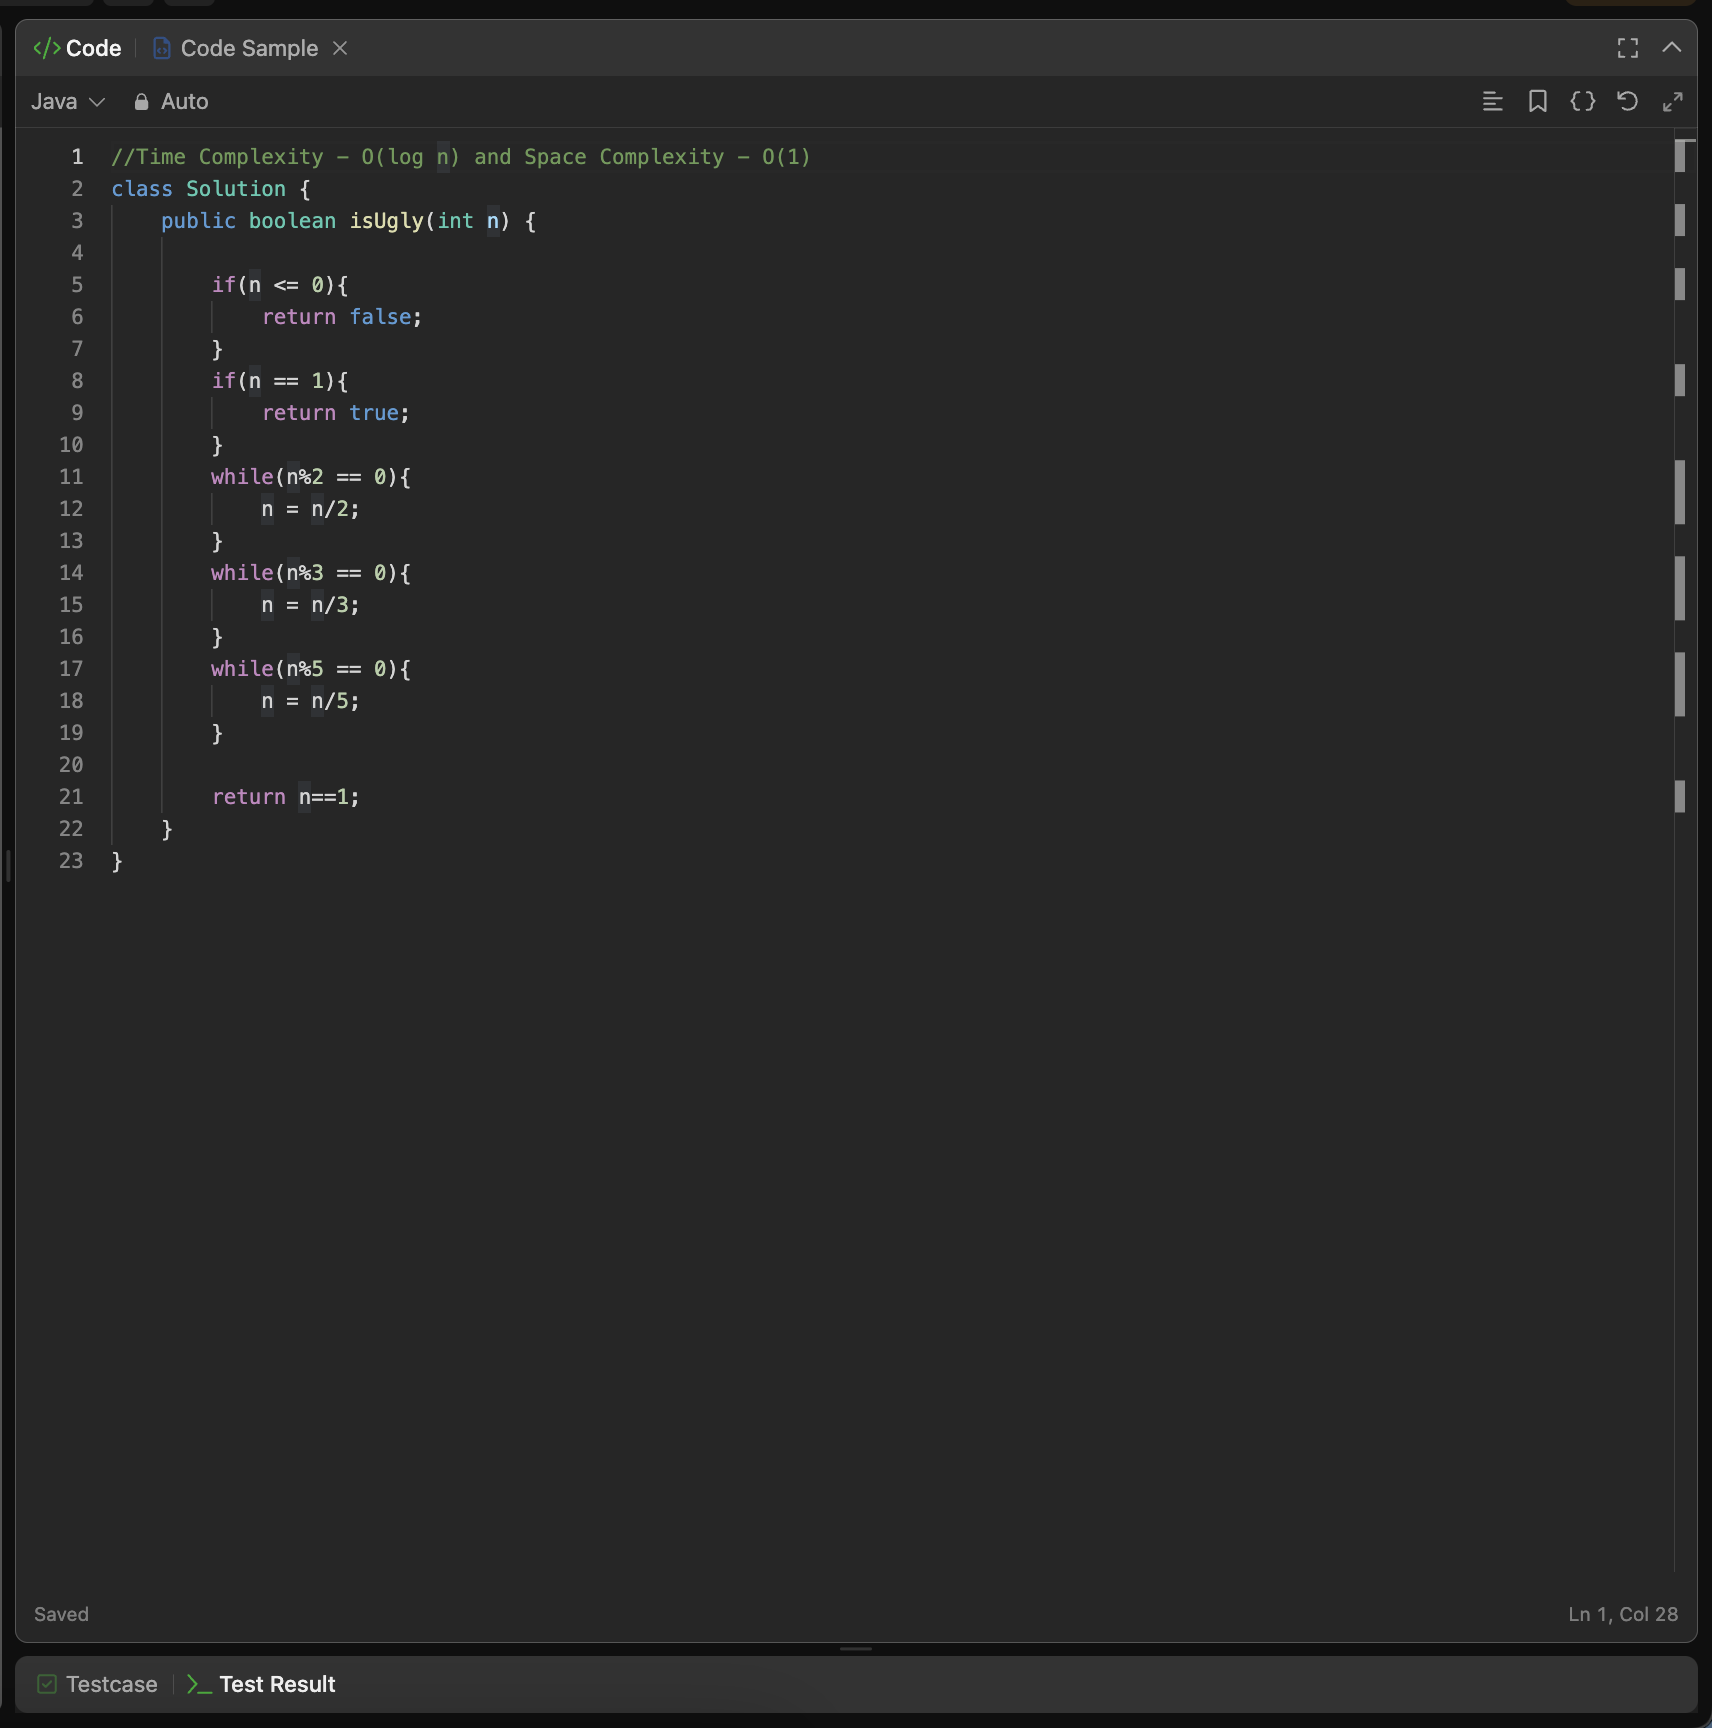 </> Code Code Sample
Java Auto
1 //Time Complexity – O(log n) and Space Complexity – O(1)
2 class Solution {
3     public boolean isUgly(int n) {
4
5         if(n <= 0){
6             return false;
7         }
8         if(n == 1){
9             return true;
10         }
11         while(n%2 == 0){
12             n = n/2;
13         }
14         while(n%3 == 0){
15             n = n/3;
16         }
17         while(n%5 == 0){
18             n = n/5;
19         }
20
21         return n==1;
22     }
23 }
Saved Ln 1, Col 28
Testcase >_ Test Result